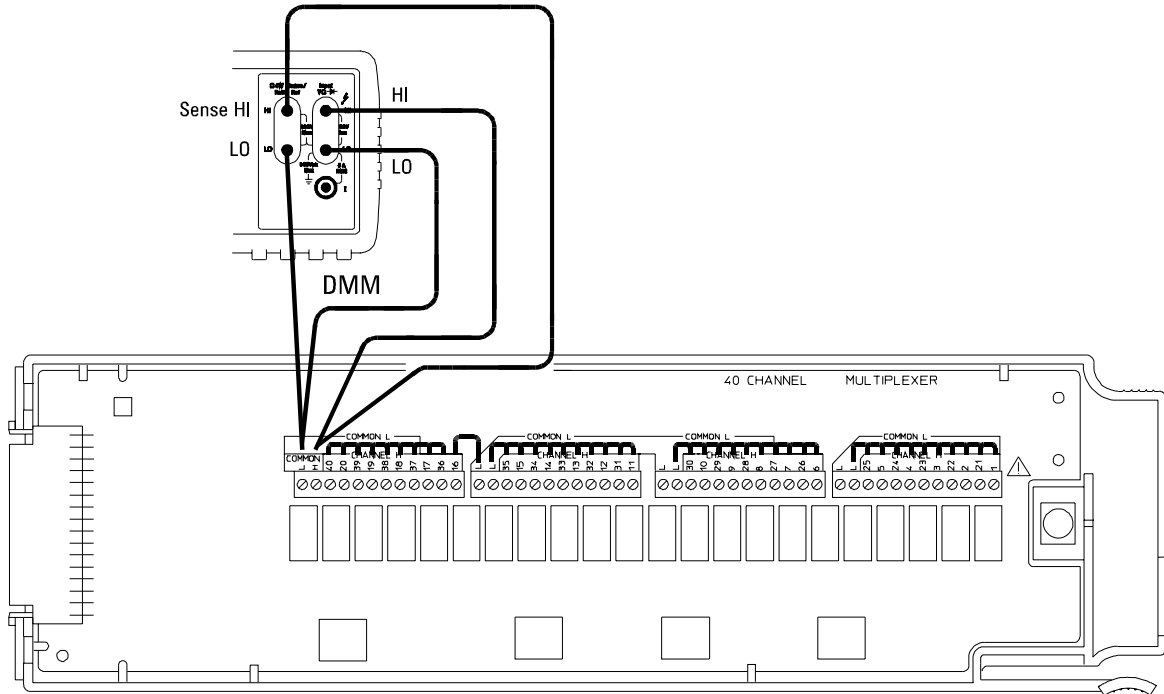 Sense HI
HI
LO
HI
LO
DMM
40 CHANNEL MULTIPLEXER
COMMON L
COMMON L
COMMON L
COMMON L
COMMON
CHANNEL H
CHANNEL H
CHANNEL H
CHANNEL H
L H 40 20 39 19 38 18 37 17 36 16
35 15 34 14 33 13 32 12 31 11
L L 30 10 29 9 28 8 27 7 26 6
L L 25 5 24 4 23 3 22 2 21 1